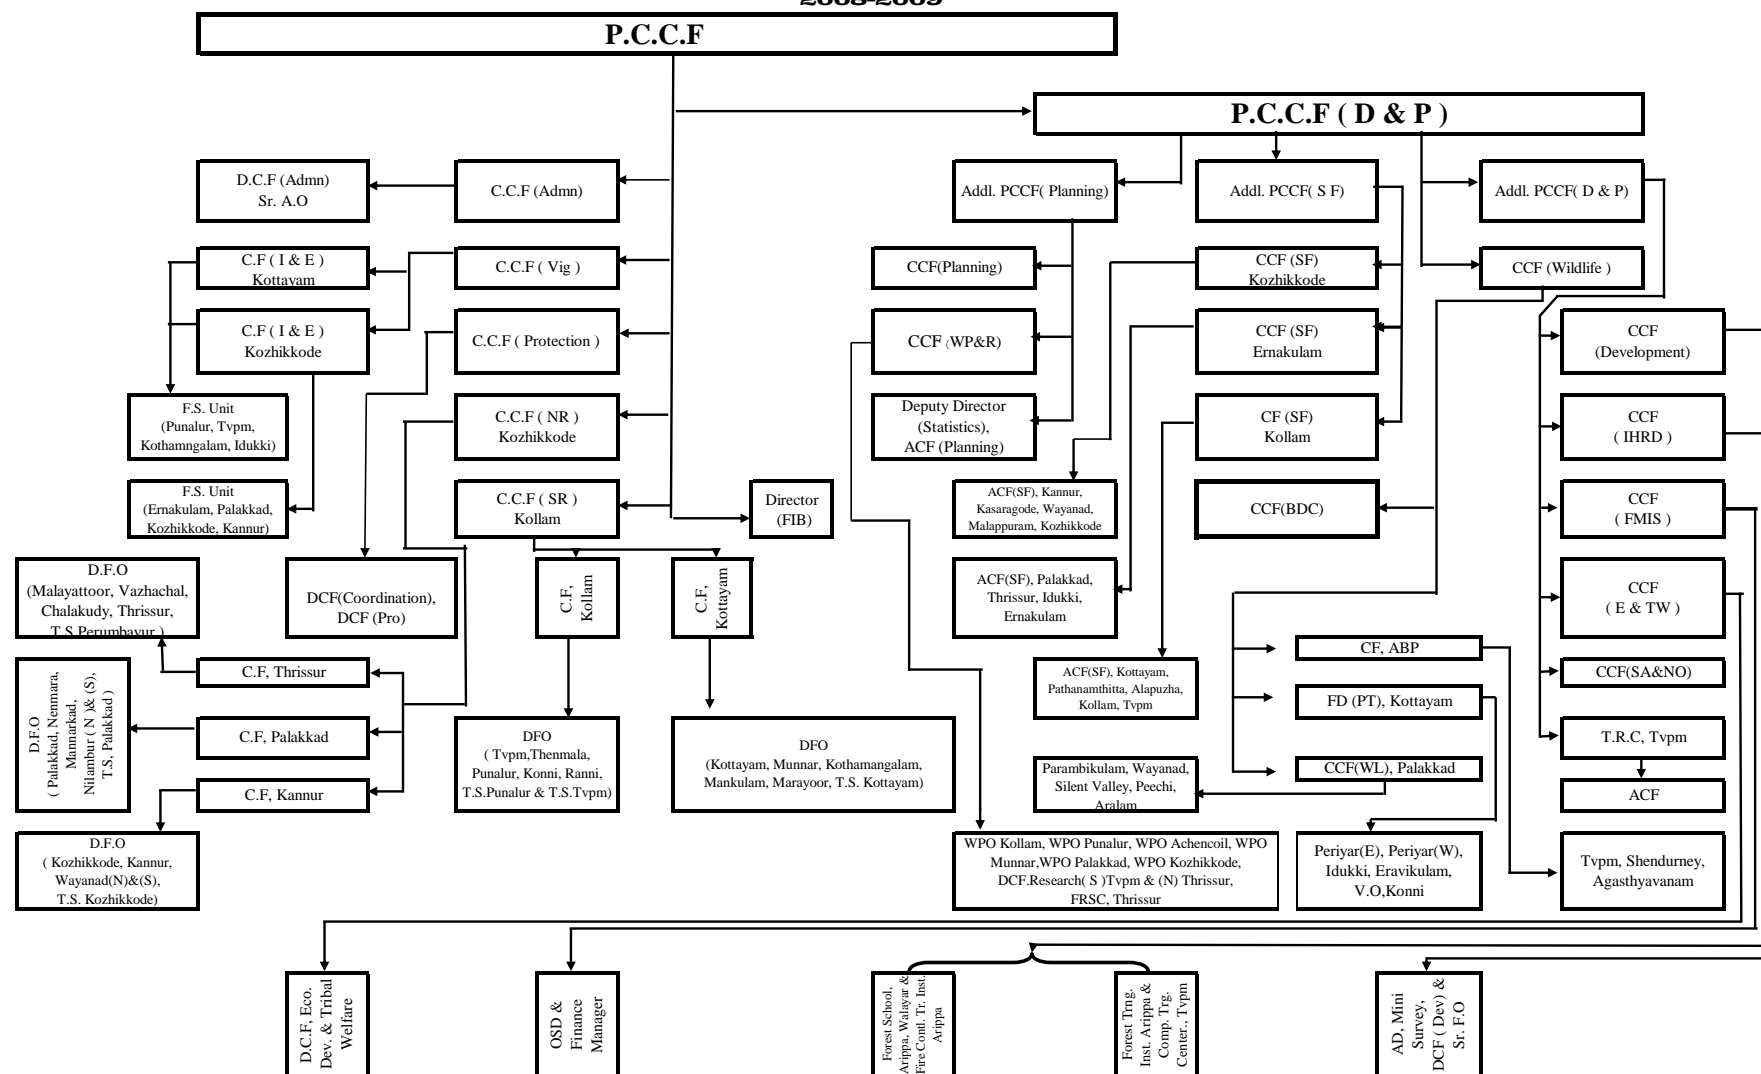 2008-2009
P.C.C.F
P.C.C.F ( D & P )
D.C.F (Admn)
Sr. A.O
C.C.F (Admn)
Addl. PCCF( Planning)
Addl. PCCF( S F)
Addl. PCCF( D & P)
C.F ( I & E )
Kottayam
C.C.F ( Vig )
CCF(Planning)
CCF (SF)
Kozhikkode
CCF (Wildlife )
C.F ( I & E )
Kozhikkode
C.C.F ( Protection )
CCF (WP&R)
CCF (SF)
Ernakulam
CCF
(Development)
F.S. Unit
(Punalur, Tvpm,
Kothamngalam, Idukki)
C.C.F ( NR )
Kozhikkode
Deputy Director
(Statistics),
ACF (Planning)
CF (SF)
Kollam
CCF
( IHRD )
F.S. Unit
(Ernakulam, Palakkad,
Kozhikkode, Kannur)
C.C.F ( SR )
Kollam
Director
(FIB)
ACF(SF), Kannur,
Kasaragode, Wayanad,
Malappuram, Kozhikkode
CCF(BDC)
CCF
( FMIS )
D.F.O
(Malayattoor, Vazhachal,
Chalakudy, Thrissur,
T.S Perumbavur )
DCF(Coordination),
DCF (Pro)
C.F,
Kollam
C.F,
Kottayam
ACF(SF), Palakkad,
Thrissur, Idukki,
Ernakulam
CCF
( E & TW )
C.F, Thrissur
ACF(SF), Kottayam,
Pathanamthitta, Alapuzha,
Kollam, Tvpm
CF, ABP
CCF(SA&NO)
D.F.O
( Palakkad, Nenmara,
Mannarkad,
Nilambur ( N )& (S),
T.S, Palakkad )
FD (PT), Kottayam
C.F, Palakkad
DFO
( Tvpm,Thenmala,
Punalur, Konni, Ranni,
T.S.Punalur & T.S.Tvpm)
DFO
(Kottayam, Munnar, Kothamangalam,
Mankulam, Marayoor, T.S. Kottayam)
T.R.C, Tvpm
Parambikulam, Wayanad,
Silent Valley, Peechi,
Aralam
CCF(WL), Palakkad
C.F, Kannur
ACF
D.F.O
( Kozhikkode, Kannur,
Wayanad(N)&(S),
T.S. Kozhikkode)
WPO Kollam, WPO Punalur, WPO Achencoil, WPO
Munnar,WPO Palakkad, WPO Kozhikkode,
DCF.Research( S )Tvpm & (N) Thrissur,
FRSC, Thrissur
Periyar(E), Periyar(W),
Idukki, Eravikulam,
V.O,Konni
Tvpm, Shendurney,
Agasthyavanam
D.C.F, Eco.
Dev. & Tribal
Welfare
OSD &
Finance
Manager
Forest School,
Arippa, Walayar &
Fire Contl. Tr. Inst.
Arippa
Forest Trng.
Inst. Arippa &
Comp. Trg.
Center., Tvpm
AD, Mini
Survey,
DCF ( Dev) &
Sr. F.O